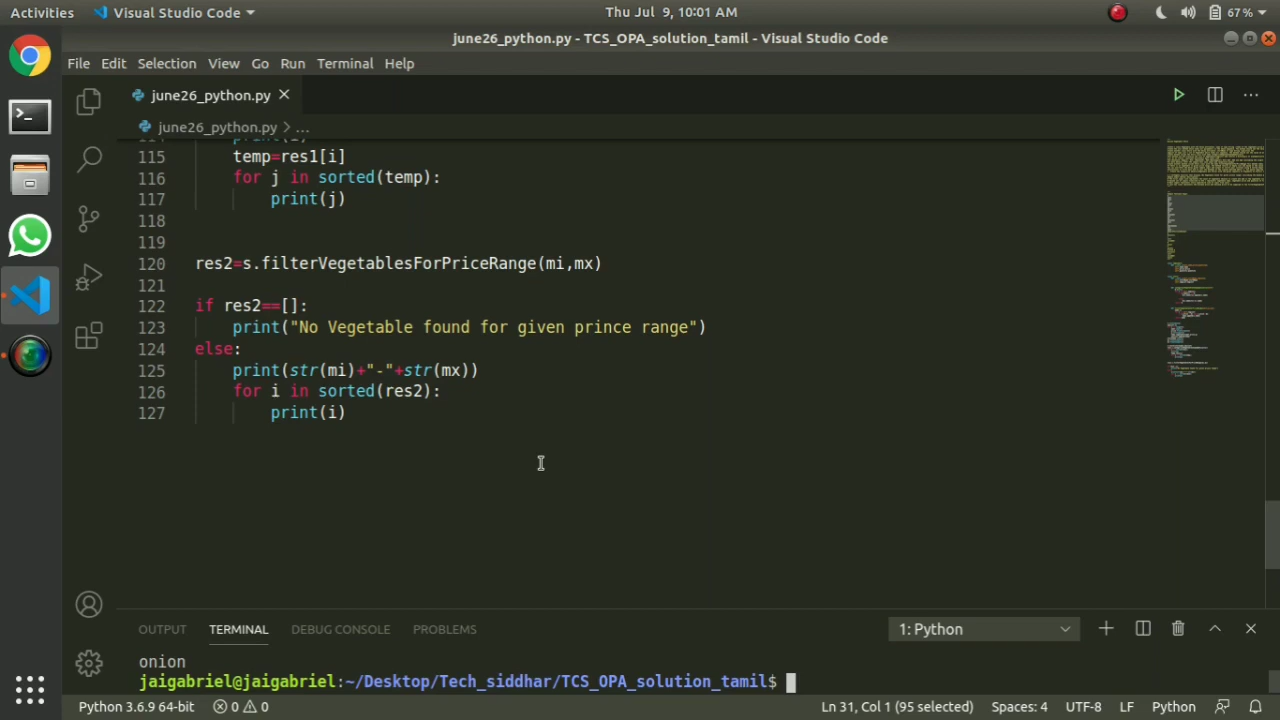 Activities Visual Studio Code Thu Jul 9, 10:01 AM 67 %
june26_python.py - TCS_OPA_solution_tamil - Visual Studio Code
File Edit Selection View Go Run Terminal Help
june26_python.py
june26_python.py > ...
115 temp=res1[i]
116 for j in sorted(temp):
117 print(j)
118
119
120 res2=s.filterVegetablesForPriceRange(mi,mx)
121
122 if res2==[]:
123 print("No Vegetable found for given prince range")
124 else:
125 print(str(mi)+"-"+str(mx))
126 for i in sorted(res2):
127 print(i)
OUTPUT TERMINAL DEBUG CONSOLE PROBLEMS 1: Python
onion
jaigabriel@jaigabriel:~/Desktop/Tech_siddhar/TCS_OPA_solution_tamil$
Python 3.6.9 64-bit 0 0 Ln 31, Col 1 (95 selected) Spaces: 4 UTF-8 LF Python